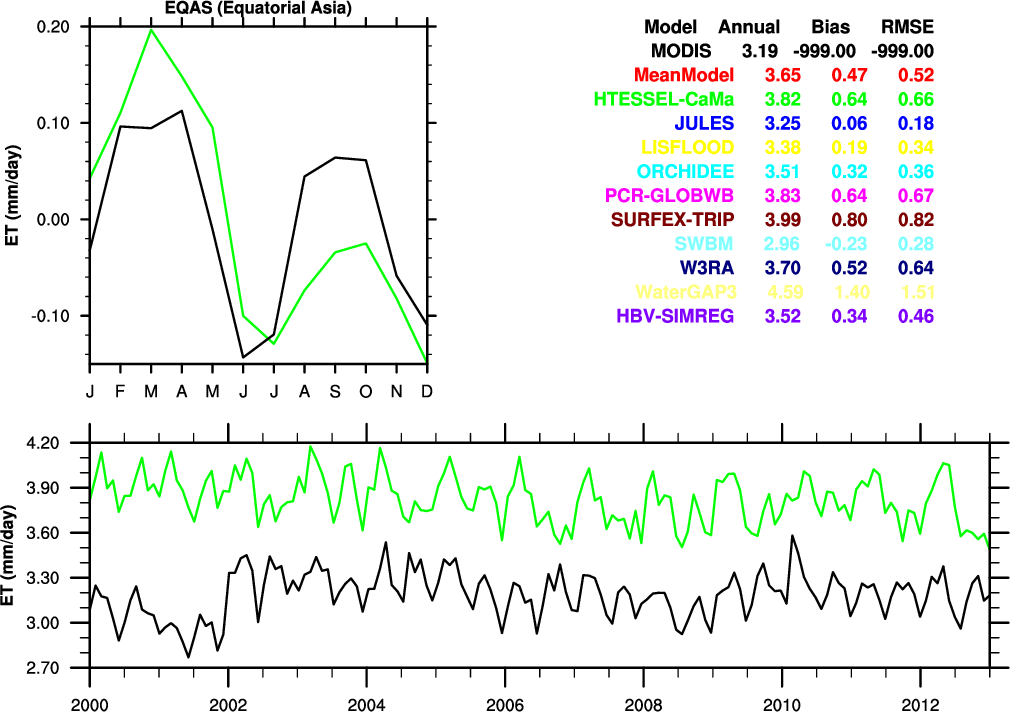 EQAS (Equatorial Asia)
0.20
0.10
0.00
-0.10
ET (mm/day)
J F M A M J J A S O N D
Model Annual Bias RMSE
MODIS 3.19 -999.00 -999.00
MeanModel 3.65 0.47 0.52
HTESSEL-CaMa 3.82 0.64 0.66
JULES 3.25 0.06 0.18
LISFLOOD 3.38 0.19 0.34
ORCHIDEE 3.51 0.32 0.36
PCR-GLOBWB 3.83 0.64 0.67
SURFEX-TRIP 3.99 0.80 0.82
SWBM 2.96 -0.23 0.28
W3RA 3.70 0.52 0.64
WaterGAP3 4.59 1.40 1.51
HBV-SIMREG 3.52 0.34 0.46
4.20
3.90
3.60
3.30
3.00
2.70
ET (mm/day)
2000 2002 2004 2006 2008 2010 2012